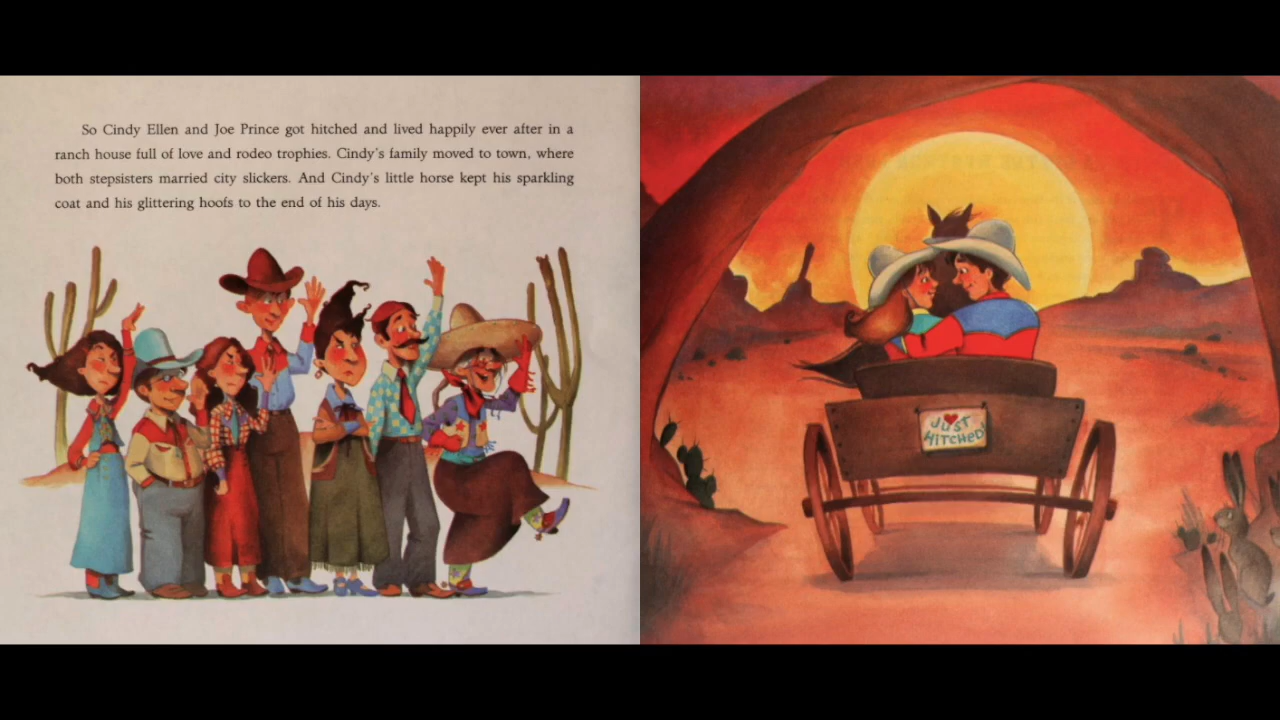 So Cindy Ellen and Joe Prince got hitched and lived happily ever after in a
ranch house full of love and rodeo trophies. Cindy's family moved to town, where
both stepsisters married city slickers. And Cindy's little horse kept his sparkling
coat and his glittering hoofs to the end of his days.
JUST
HITCHED!